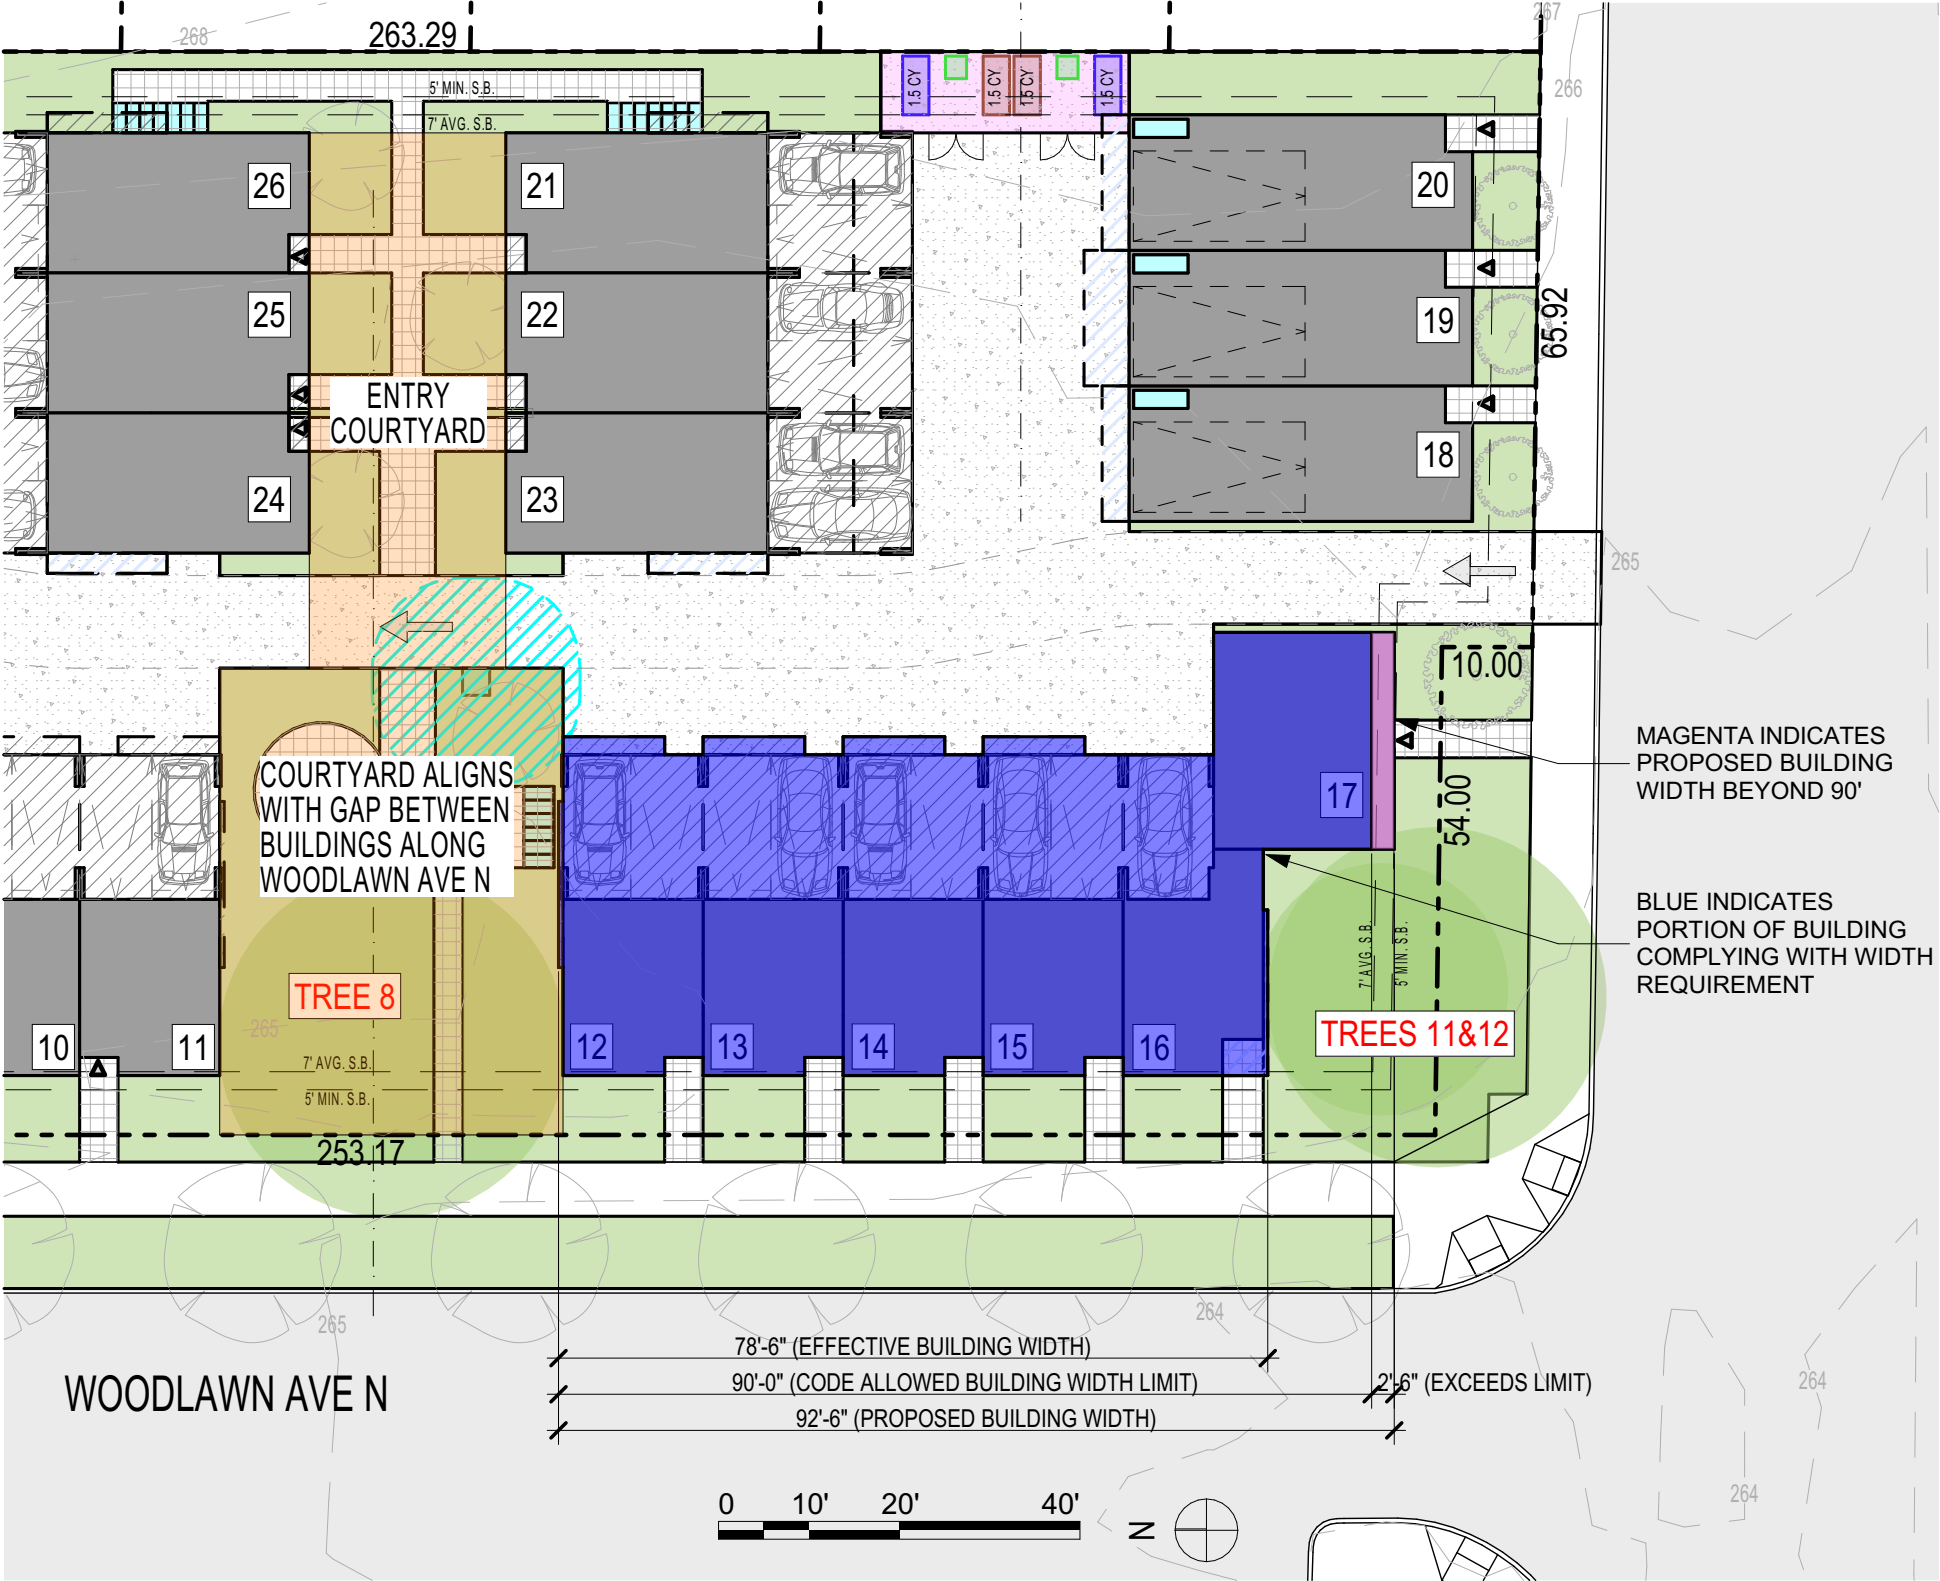 263.29
268
267
266
5' MIN. S.B.
7' AVG. S.B.
1.5 CY
1.5 CY
1.5 CY
1.5 CY
26
21
20
25
22
19
65.92
ENTRY
COURTYARD
24
23
18
265
10.00
MAGENTA INDICATES
PROPOSED BUILDING
WIDTH BEYOND 90'
17
54.00
COURTYARD ALIGNS
WITH GAP BETWEEN
BUILDINGS ALONG
WOODLAWN AVE N
BLUE INDICATES
PORTION OF BUILDING
COMPLYING WITH WIDTH
REQUIREMENT
7' AVG. S.B.
5' MIN. S.B.
TREE 8
265
TREES 11&12
10
11
12
13
14
15
16
7' AVG. S.B.
5' MIN. S.B.
253.17
265
264
78'-6" (EFFECTIVE BUILDING WIDTH)
90'-0" (CODE ALLOWED BUILDING WIDTH LIMIT)
2'-6" (EXCEEDS LIMIT)
92'-6" (PROPOSED BUILDING WIDTH)
WOODLAWN AVE N
264
264
0 10' 20' 40'
N